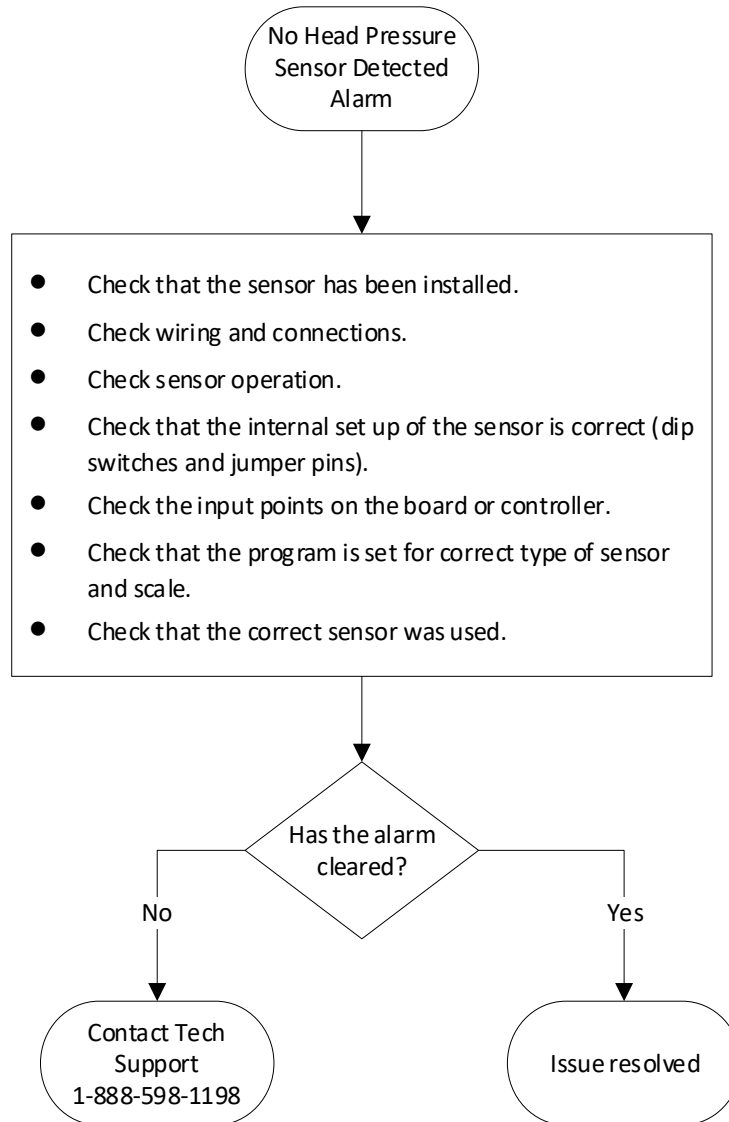 No Head Pressure
Sensor Detected
Alarm
● Check that the sensor has been installed.
● Check wiring and connections.
● Check sensor operation.
● Check that the internal set up of the sensor is correct (dip
switches and jumper pins).
● Check the input points on the board or controller.
● Check that the program is set for correct type of sensor
and scale.
● Check that the correct sensor was used.
Has the alarm
cleared?
No
Yes
Contact Tech
Support
1-888-598-1198
Issue resolved